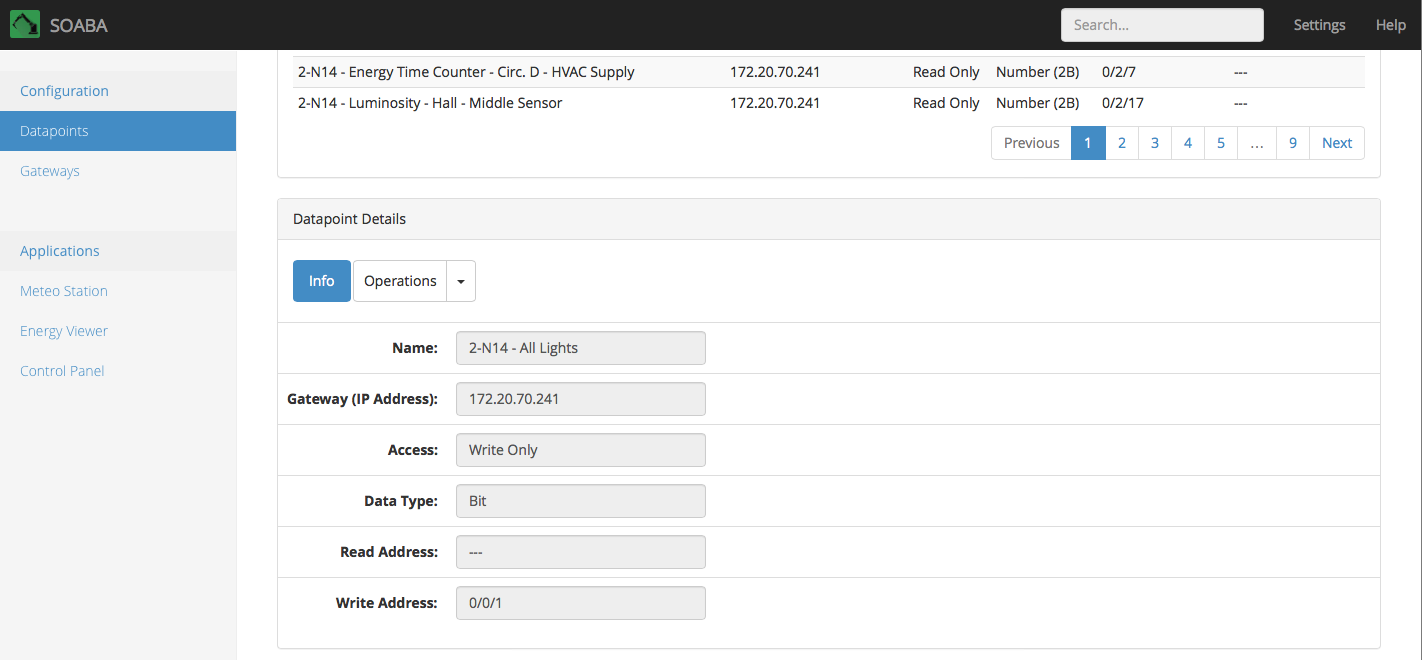 SOABA Search... Settings Help
Configuration
Datapoints
Gateways
Applications
Meteo Station
Energy Viewer
Control Panel
2-N14 - Energy Time Counter - Circ. D - HVAC Supply 172.20.70.241 Read Only Number (2B) 0/2/7 ---
2-N14 - Luminosity - Hall - Middle Sensor 172.20.70.241 Read Only Number (2B) 0/2/17 ---
Previous 1 2 3 4 5 ... 9 Next
Datapoint Details
Info Operations
Name: 2-N14 - All Lights
Gateway (IP Address): 172.20.70.241
Access: Write Only
Data Type: Bit
Read Address: ---
Write Address: 0/0/1